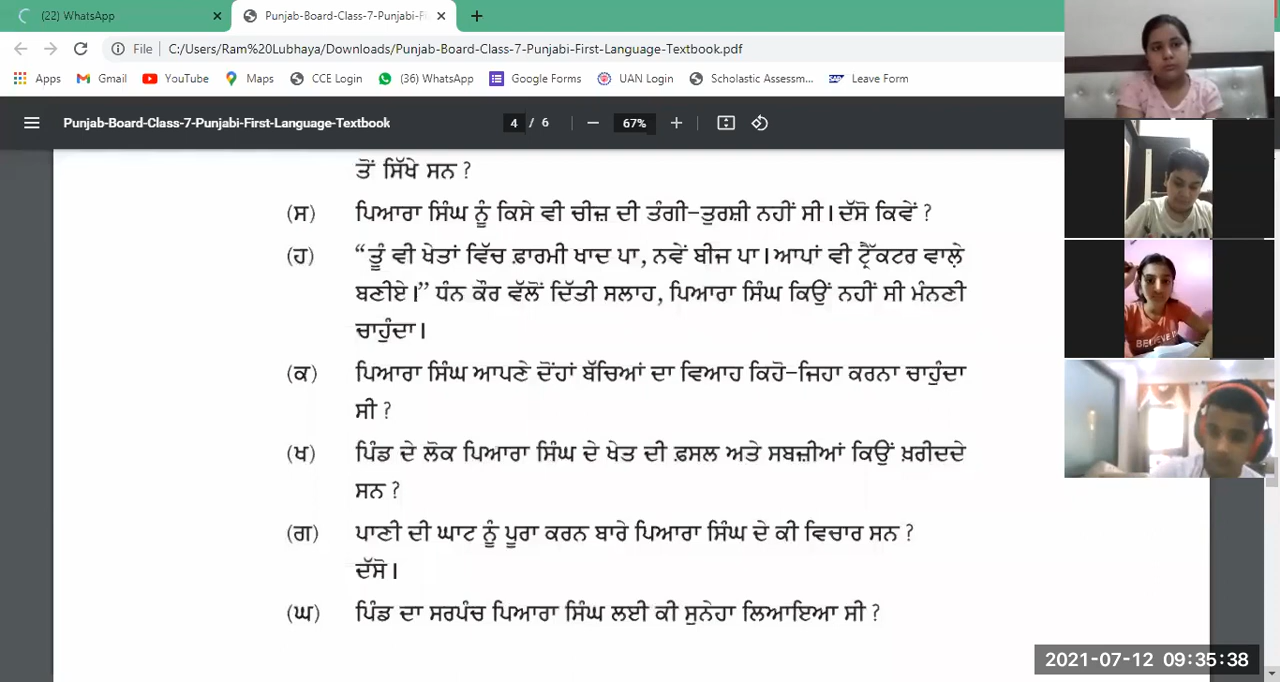 (22) WhatsApp
Punjab-Board-Class-7-Punjabi-Fi
File C:/Users/Ram%20Lubhaya/Downloads/Punjab-Board-Class-7-Punjabi-First-Language-Textbook.pdf
Apps Gmail YouTube Maps CCE Login (36) WhatsApp Google Forms UAN Login Scholastic Assessm... Leave Form
Punjab-Board-Class-7-Punjabi-First-Language-Textbook 4 / 6 67%
ਤੋਂ ਸਿੱਖੇ ਸਨ ?
(ਸ) ਪਿਆਰਾ ਸਿੰਘ ਨੂੰ ਕਿਸੇ ਵੀ ਚੀਜ਼ ਦੀ ਤੰਗੀ-ਤੁਰਸ਼ੀ ਨਹੀਂ ਸੀ। ਦੱਸੋ ਕਿਵੇਂ ?
(ਹ) “ਤੂੰ ਵੀ ਖੇਤਾਂ ਵਿੱਚ ਫ਼ਾਰਮੀ ਖਾਦ ਪਾ, ਨਵੇਂ ਬੀਜ ਪਾ। ਆਪਾਂ ਵੀ ਟ੍ਰੈੱਕਟਰ ਵਾਲ਼ੇ
ਬਣੀਏ।” ਧੰਨ ਕੌਰ ਵੱਲੋਂ ਦਿੱਤੀ ਸਲਾਹ, ਪਿਆਰਾ ਸਿੰਘ ਕਿਉਂ ਨਹੀਂ ਸੀ ਮੰਨਣੀ
ਚਾਹੁੰਦਾ।
(ਕ) ਪਿਆਰਾ ਸਿੰਘ ਆਪਣੇ ਦੋਂਹਾਂ ਬੱਚਿਆਂ ਦਾ ਵਿਆਹ ਕਿਹੋ-ਜਿਹਾ ਕਰਨਾ ਚਾਹੁੰਦਾ
ਸੀ ?
(ਖ) ਪਿੰਡ ਦੇ ਲੋਕ ਪਿਆਰਾ ਸਿੰਘ ਦੇ ਖੇਤ ਦੀ ਫ਼ਸਲ ਅਤੇ ਸਬਜ਼ੀਆਂ ਕਿਉਂ ਖ਼ਰੀਦਦੇ
ਸਨ ?
(ਗ) ਪਾਣੀ ਦੀ ਘਾਟ ਨੂੰ ਪੂਰਾ ਕਰਨ ਬਾਰੇ ਪਿਆਰਾ ਸਿੰਘ ਦੇ ਕੀ ਵਿਚਾਰ ਸਨ ?
ਦੱਸੋ।
(ਘ) ਪਿੰਡ ਦਾ ਸਰਪੰਚ ਪਿਆਰਾ ਸਿੰਘ ਲਈ ਕੀ ਸੁਨੇਹਾ ਲਿਆਇਆ ਸੀ ?
2021-07-12 09:35:38